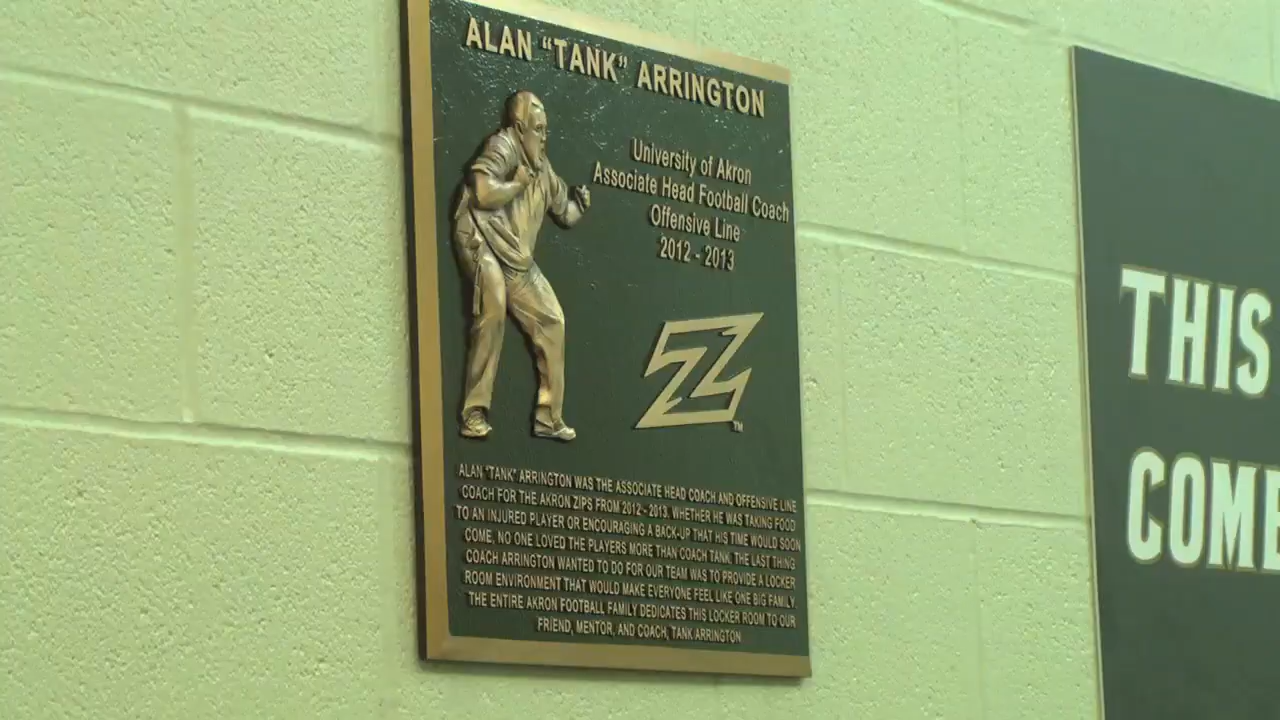 ALAN “TANK” ARRINGTON
University of Akron
Associate Head Football Coach
Offensive Line
2012 - 2013
Z
TM
ALAN “TANK” ARRINGTON WAS THE ASSOCIATE HEAD COACH AND OFFENSIVE LINE
COACH FOR THE AKRON ZIPS FROM 2012 - 2013. WHETHER HE WAS TAKING FOOD
TO AN INJURED PLAYER OR ENCOURAGING A BACK-UP THAT HIS TIME WOULD SOON
COME, NO ONE LOVED THE PLAYERS MORE THAN COACH TANK. THE LAST THING
COACH ARRINGTON WANTED TO DO FOR OUR TEAM WAS TO PROVIDE A LOCKER
ROOM ENVIRONMENT THAT WOULD MAKE EVERYONE FEEL LIKE ONE BIG FAMILY.
THE ENTIRE AKRON FOOTBALL FAMILY DEDICATES THIS LOCKER ROOM TO OUR
FRIEND, MENTOR, AND COACH, TANK ARRINGTON
THIS
COME